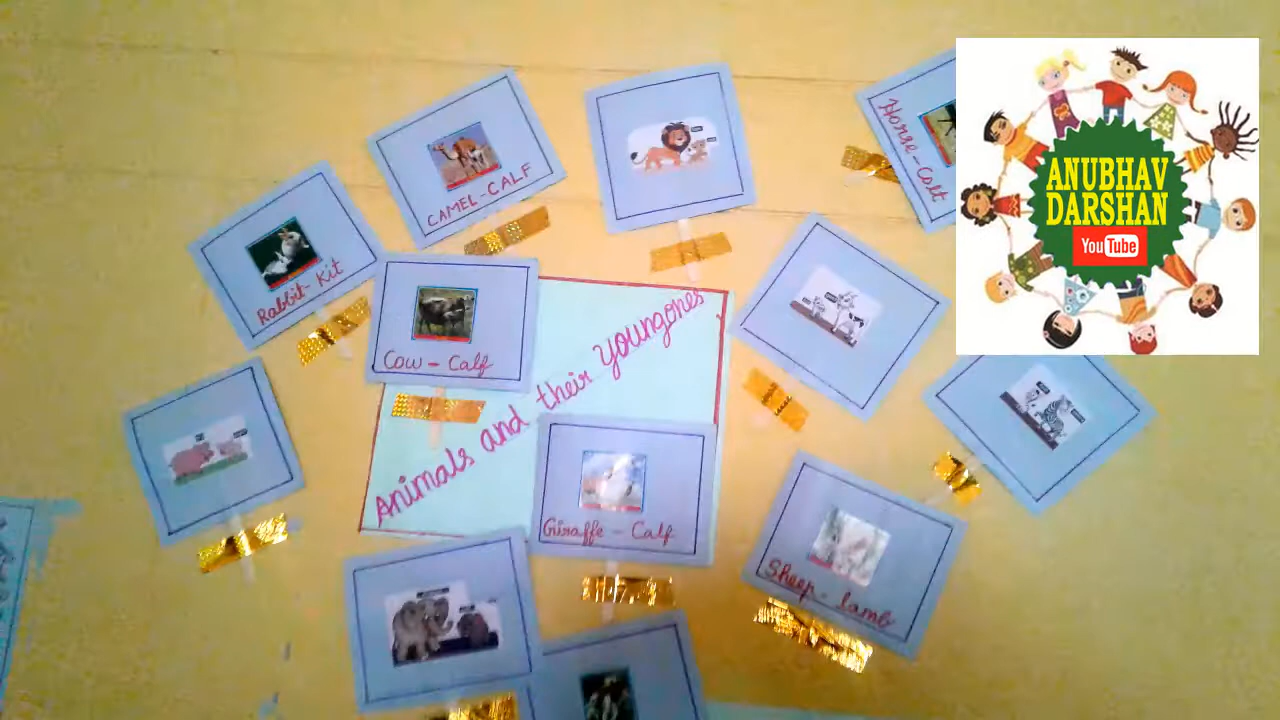 CAMEL-CALF
Horse-Colt
Rabbit-Kit
Cow-Calf
Animals and their youngones
Giraffe - Calf
Sheep- lamb
ANUBHAV
DARSHAN
YouTube